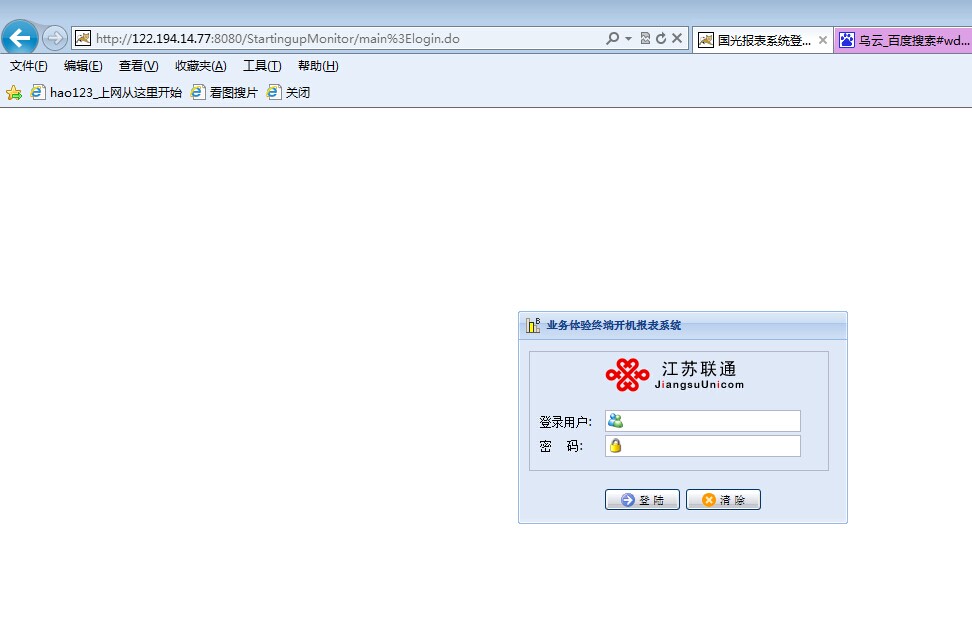 http://122.194.14.77:8080/StartingupMonitor/main%3Elogin.do
国光报表系统登... 乌云_百度搜索#wd...
文件(F) 编辑(E) 查看(V) 收藏夹(A) 工具(T) 帮助(H)
hao123_上网从这里开始 看图搜片 关闭
业务体验终端开机报表系统
江苏联通
JiangsuUnicom
登录用户:
密 码:
登 陆 清 除